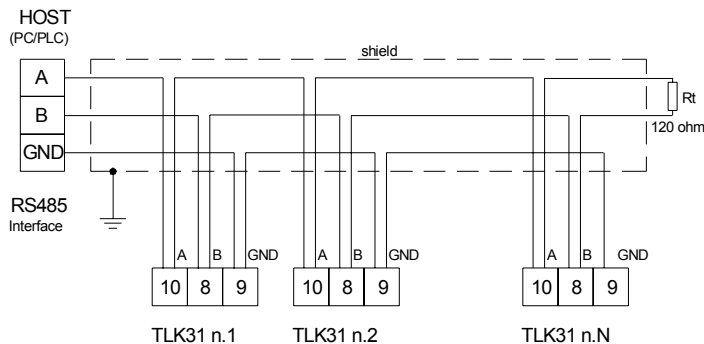 HOST
(PC/PLC)
shield
A
B
GND
Rt
120 ohm
RS485
Interface
A B GND
A B GND
A B GND
10 8 9
10 8 9
10 8 9
TLK31 n.1
TLK31 n.2
TLK31 n.N